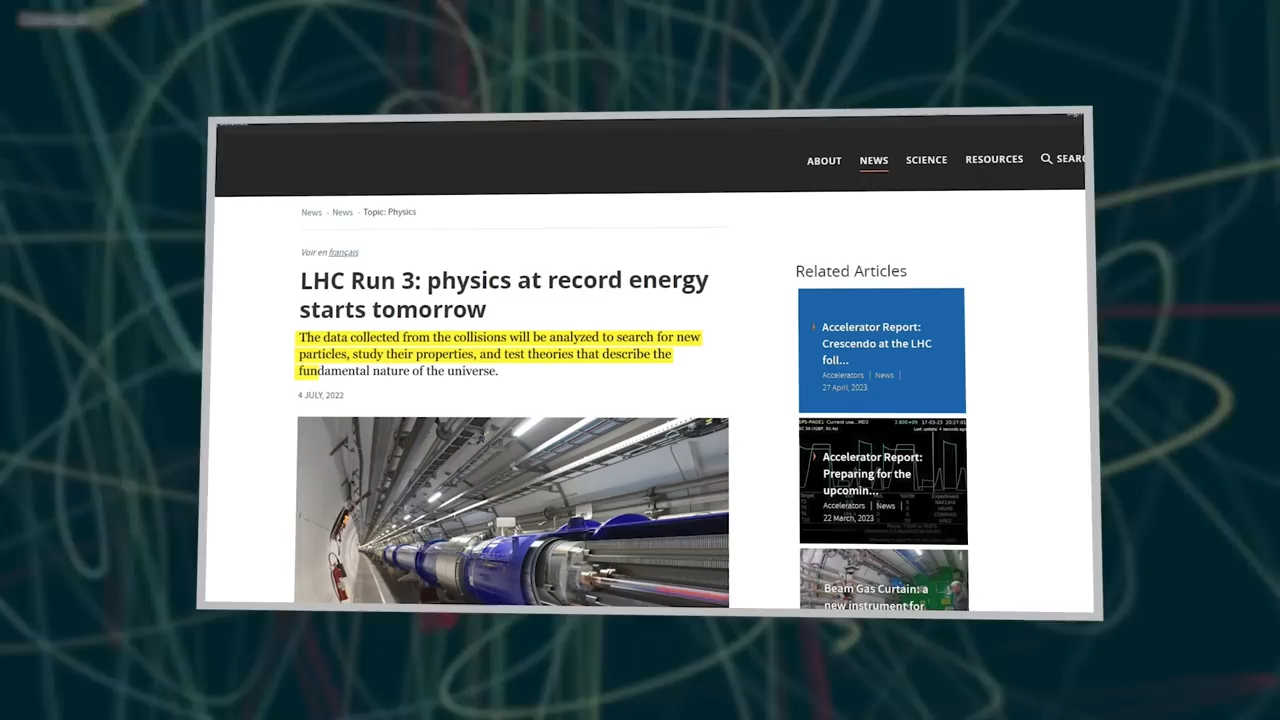 ABOUT NEWS SCIENCE RESOURCES SEARC
News › News › Topic: Physics
Voir en français
LHC Run 3: physics at record energy
starts tomorrow
The data collected from the collisions will be analyzed to search for new
particles, study their properties, and test theories that describe the
fundamental nature of the universe.
4 JULY, 2022
Related Articles
Accelerator Report:
Crescendo at the LHC
foll...
Accelerators | News |
27 April, 2023
Accelerator Report:
Preparing for the
upcomin...
Accelerators | News |
22 March, 2023
Beam Gas Curtain: a
new instrument for